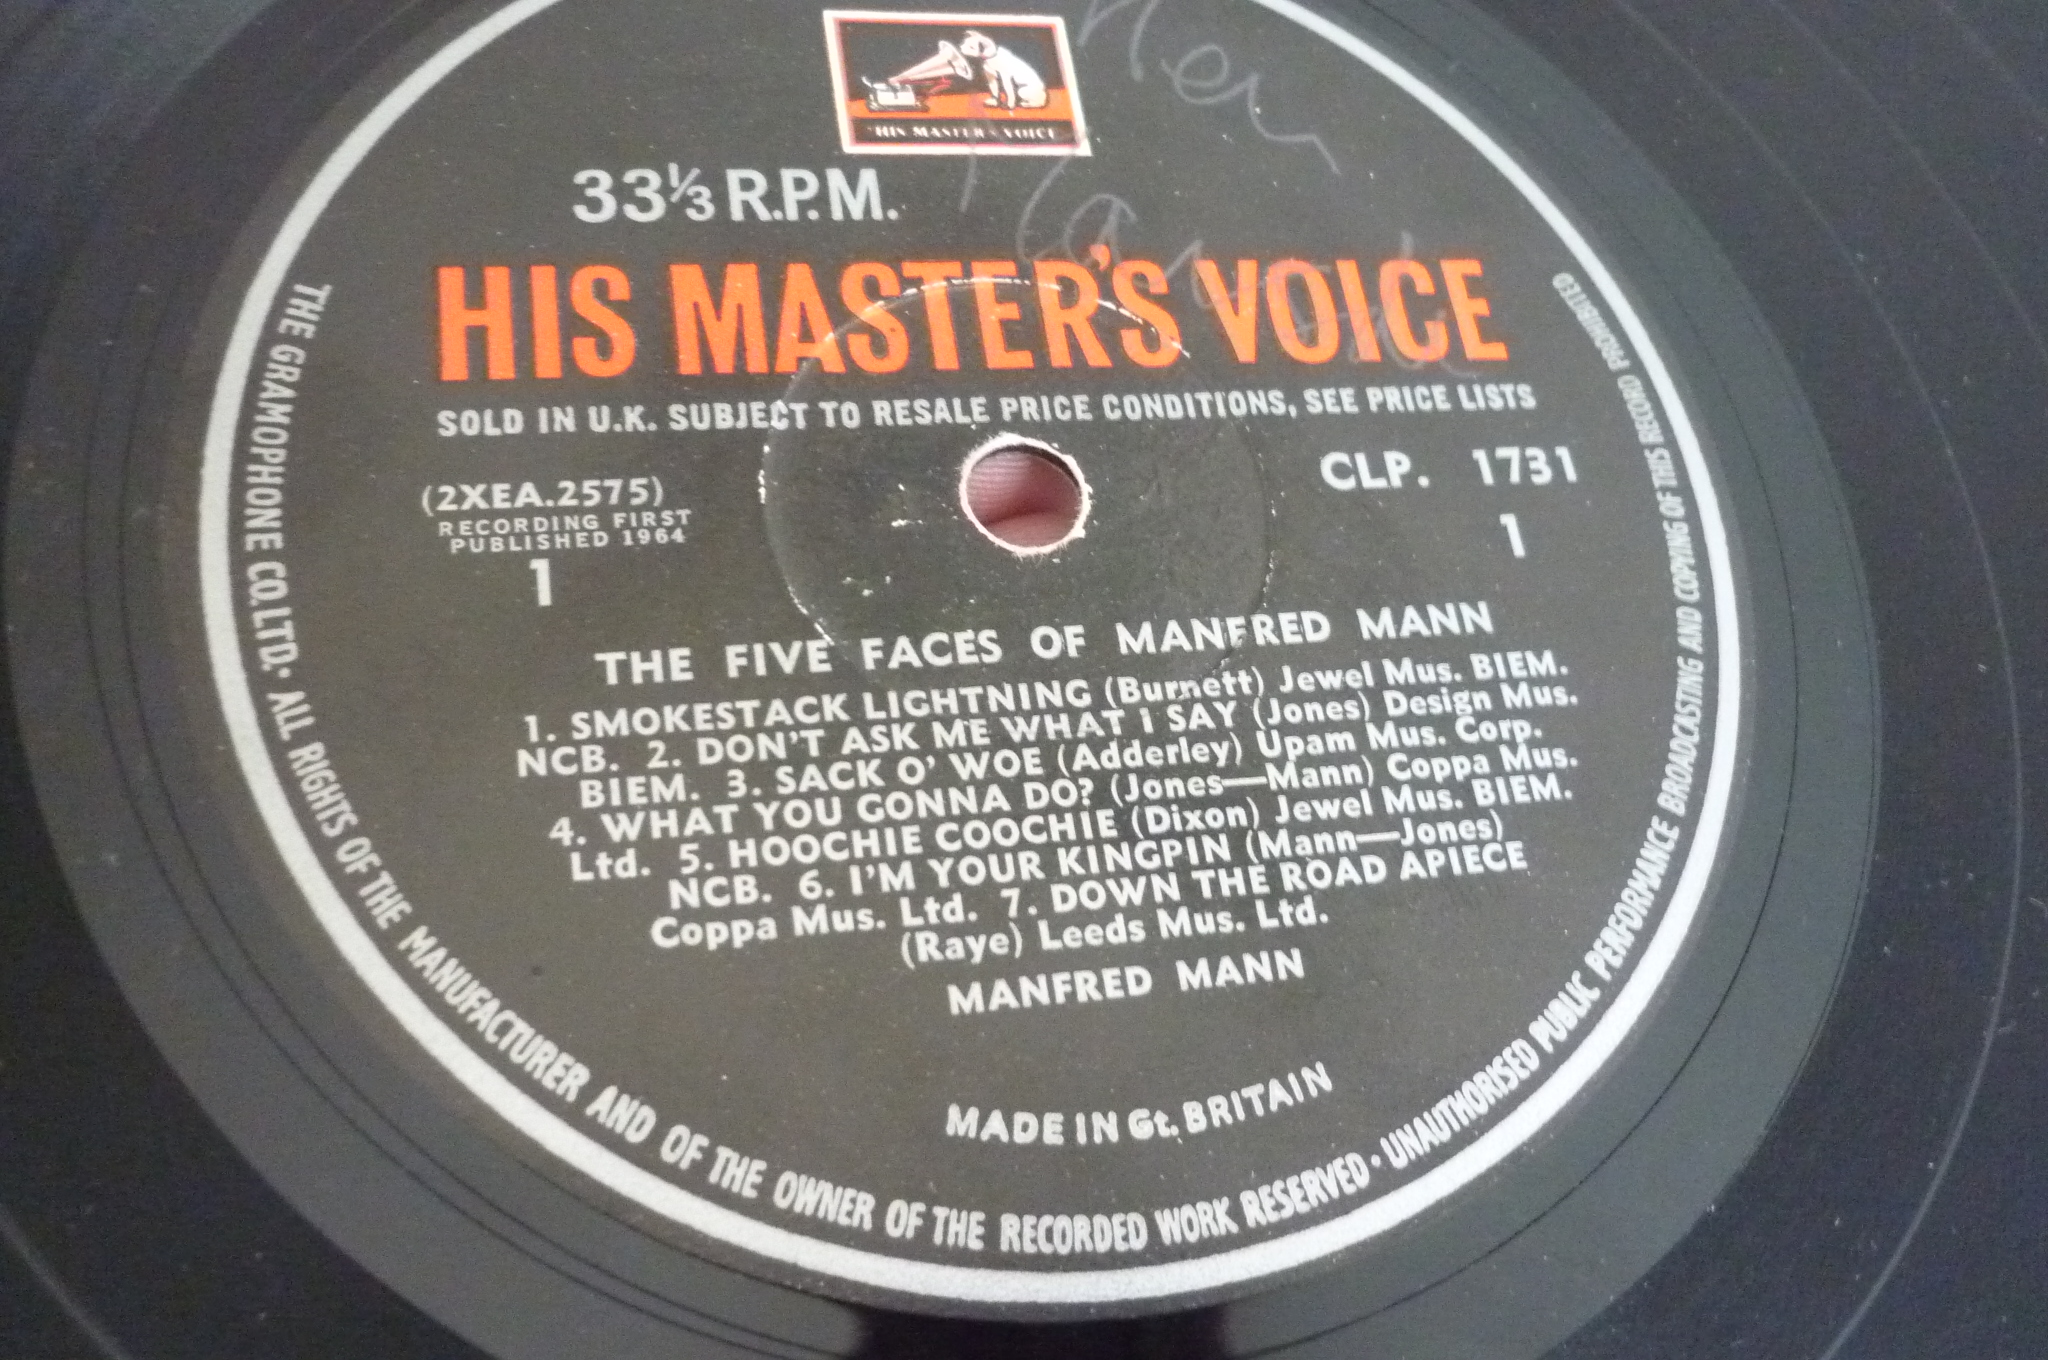 "HIS MASTER'S VOICE"
33⅓ R.P.M.
HIS MASTER'S VOICE
SOLD IN U.K. SUBJECT TO RESALE PRICE CONDITIONS, SEE PRICE LISTS
(2XEA.2575)
RECORDING FIRST
PUBLISHED 1964
1
CLP. 1731
1
THE FIVE FACES OF MANFRED MANN
1. SMOKESTACK LIGHTNING (Burnett) Jewel Mus. BIEM.
NCB. 2. DON'T ASK ME WHAT I SAY (Jones) Design Mus.
BIEM. 3. SACK O' WOE (Adderley) Upam Mus. Corp.
4. WHAT YOU GONNA DO? (Jones—Mann) Coppa Mus.
Ltd. 5. HOOCHIE COOCHIE (Dixon) Jewel Mus. BIEM.
NCB. 6. I'M YOUR KINGPIN (Mann—Jones)
Coppa Mus. Ltd. 7. DOWN THE ROAD APIECE
(Raye) Leeds Mus. Ltd.
MANFRED MANN
MADE IN Gt. BRITAIN
THE GRAMOPHONE CO. LTD. · ALL RIGHTS OF THE MANUFACTURER AND OF THE OWNER OF THE RECORDED WORK RESERVED · UNAUTHORISED PUBLIC PERFORMANCE BROADCASTING AND COPYING OF THIS RECORD PROHIBITED